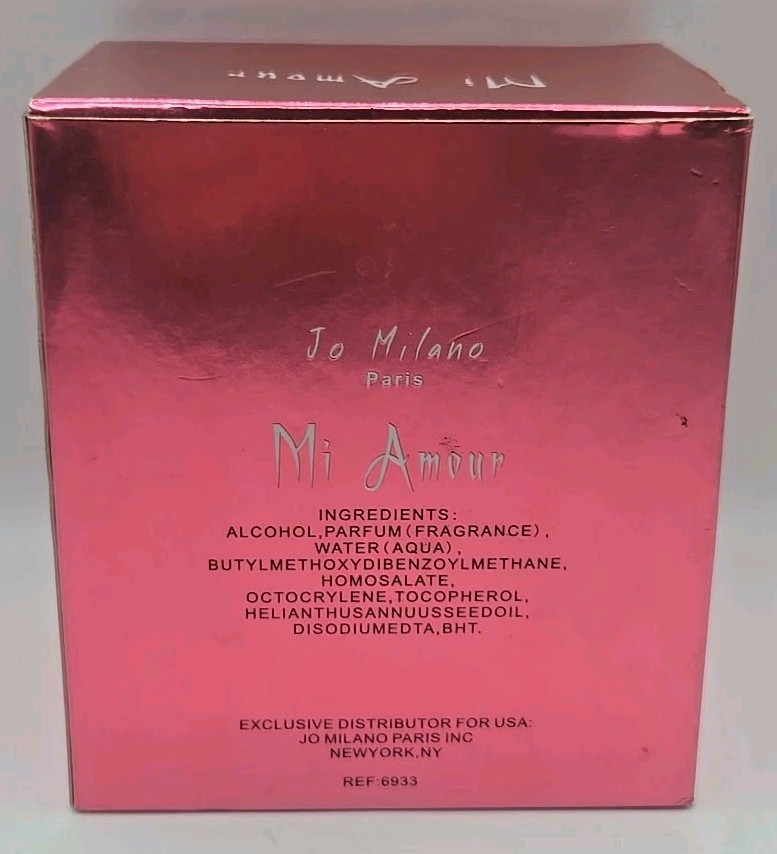 Mi Amour
Jo Milano
Paris
Mi Amour
INGREDIENTS:
ALCOHOL,PARFUM(FRAGRANCE),
WATER(AQUA),
BUTYLMETHOXYDIBENZOYLMETHANE,
HOMOSALATE,
OCTOCRYLENE,TOCOPHEROL,
HELIANTHUSANNUUSSEEDOIL,
DISODIUMEDTA,BHT.
EXCLUSIVE DISTRIBUTOR FOR USA:
JO MILANO PARIS INC
NEWYORK,NY
REF:6933